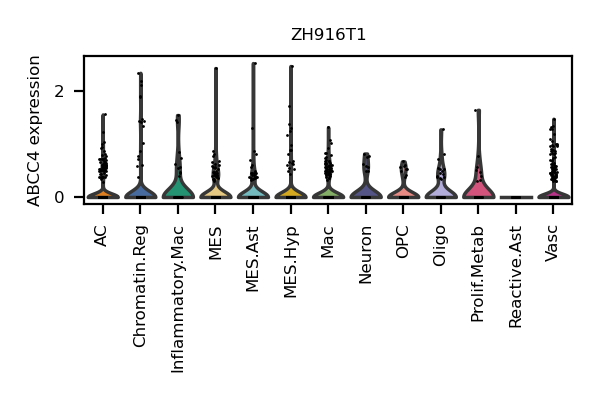 ZH916T1
ABCC4 expression
2
0
AC
Chromatin.Reg
Inflammatory.Mac
MES
MES.Ast
MES.Hyp
Mac
Neuron
OPC
Oligo
Prolif.Metab
Reactive.Ast
Vasc